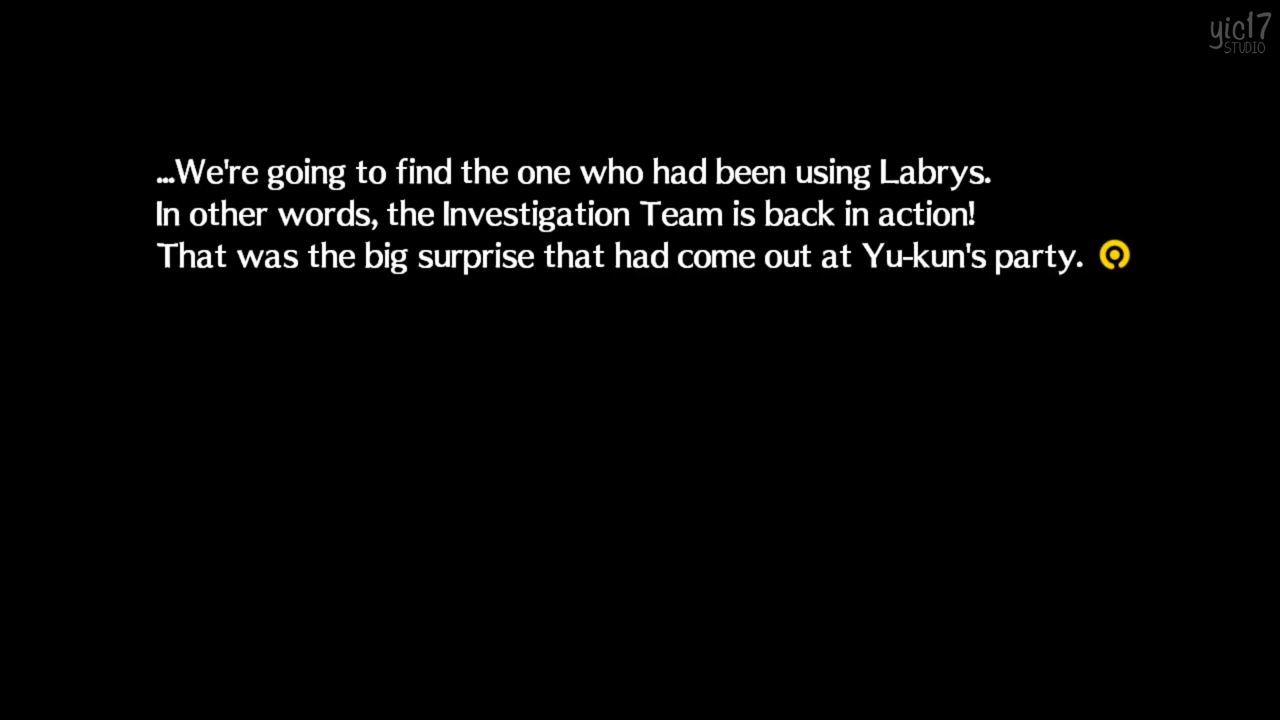 yic17
STUDIO
...We're going to find the one who had been using Labrys.
In other words, the Investigation Team is back in action!
That was the big surprise that had come out at Yu-kun's party.